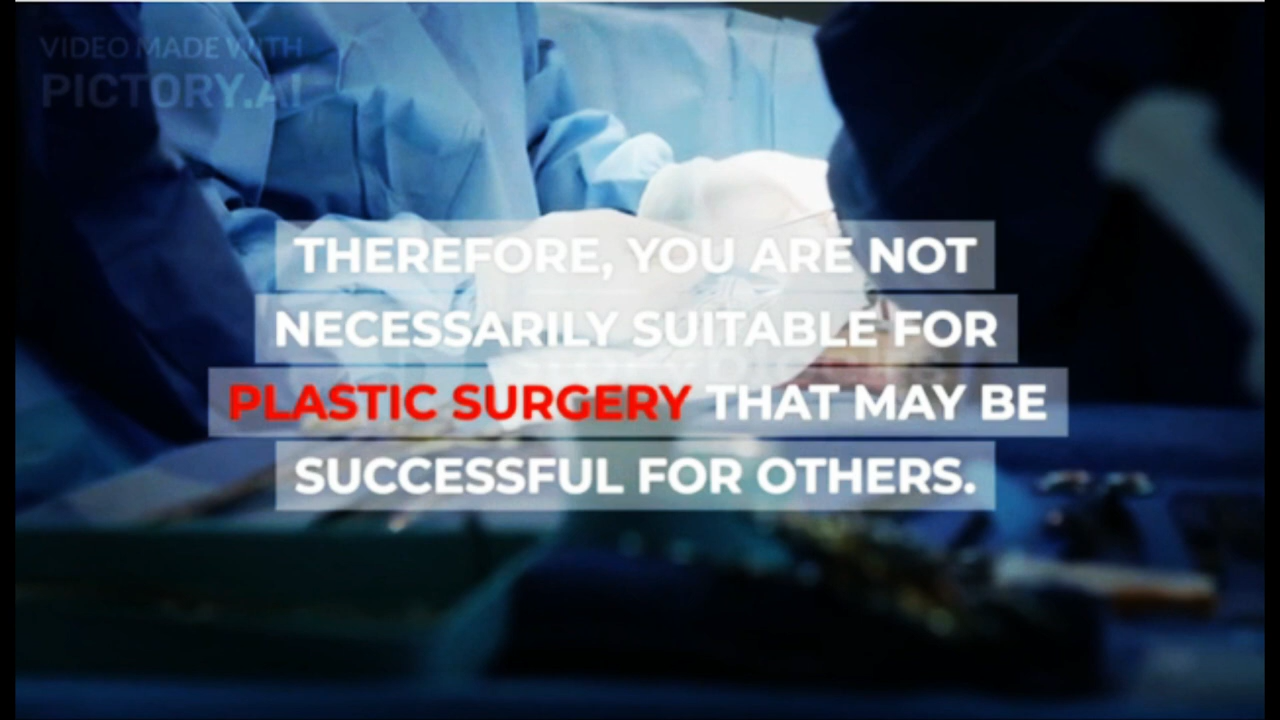 VIDEO MADE WITH
PICTORY.AI
THEREFORE, YOU ARE NOT
NECESSARILY SUITABLE FOR
PLASTIC SURGERY THAT MAY BE
SUCCESSFUL FOR OTHERS.